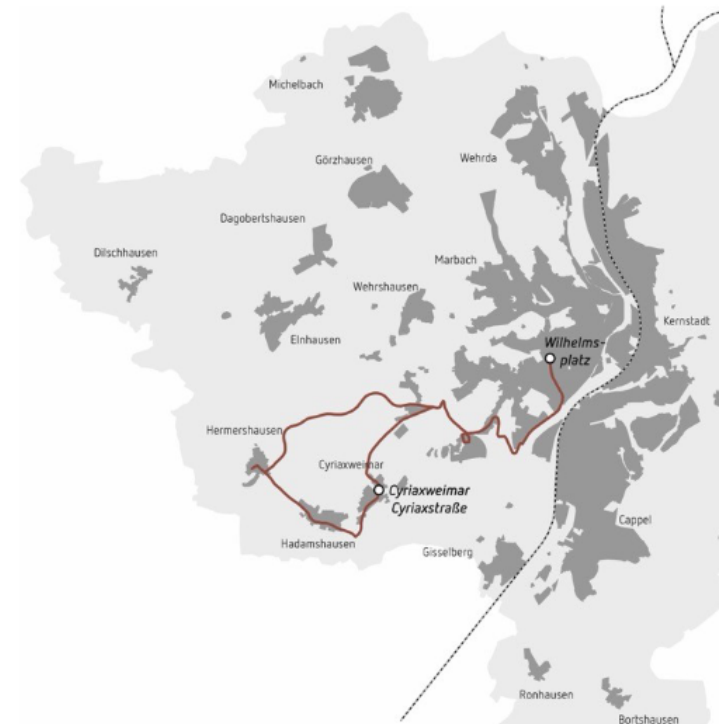 Michelbach
Görzhausen
Wehrda
Dagobertshausen
Dilschhausen
Marbach
Wehrshausen
Kernstadt
Elnhausen
Wilhelms-
platz
Hermershausen
Cyriaxweimar
Cyriaxweimar
Cyriaxstraße
Cappel
Hadamshausen
Gisselberg
Ronhausen
Bortshausen